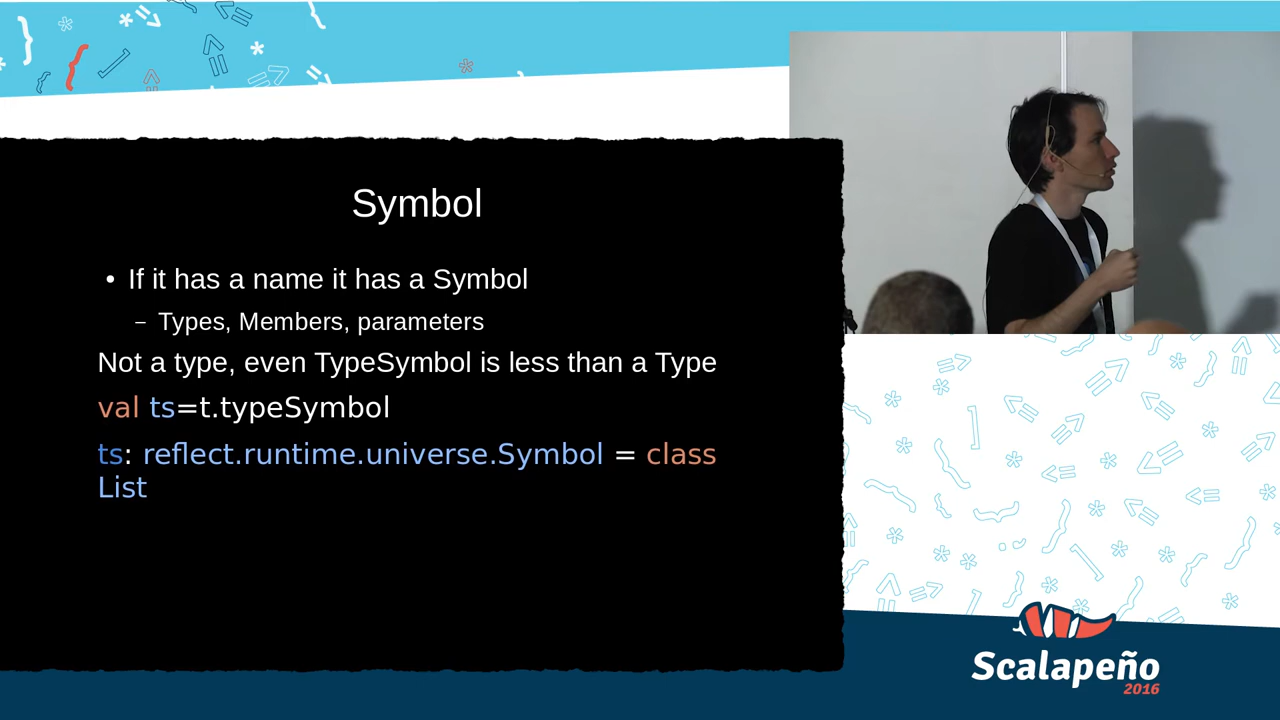 Symbol
• If it has a name it has a Symbol
– Types, Members, parameters
Not a type, even TypeSymbol is less than a Type
val ts=t.typeSymbol
ts: reflect.runtime.universe.Symbol = class
List
Scalapeño
2016